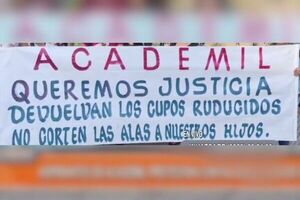 ACADEMIL
QUEREMOS JUSTICIA
DEVUELVAN LOS CUPOS RUDUCIDOS
NO CORTEN LAS ALAS A NUESTROS HIJOS.